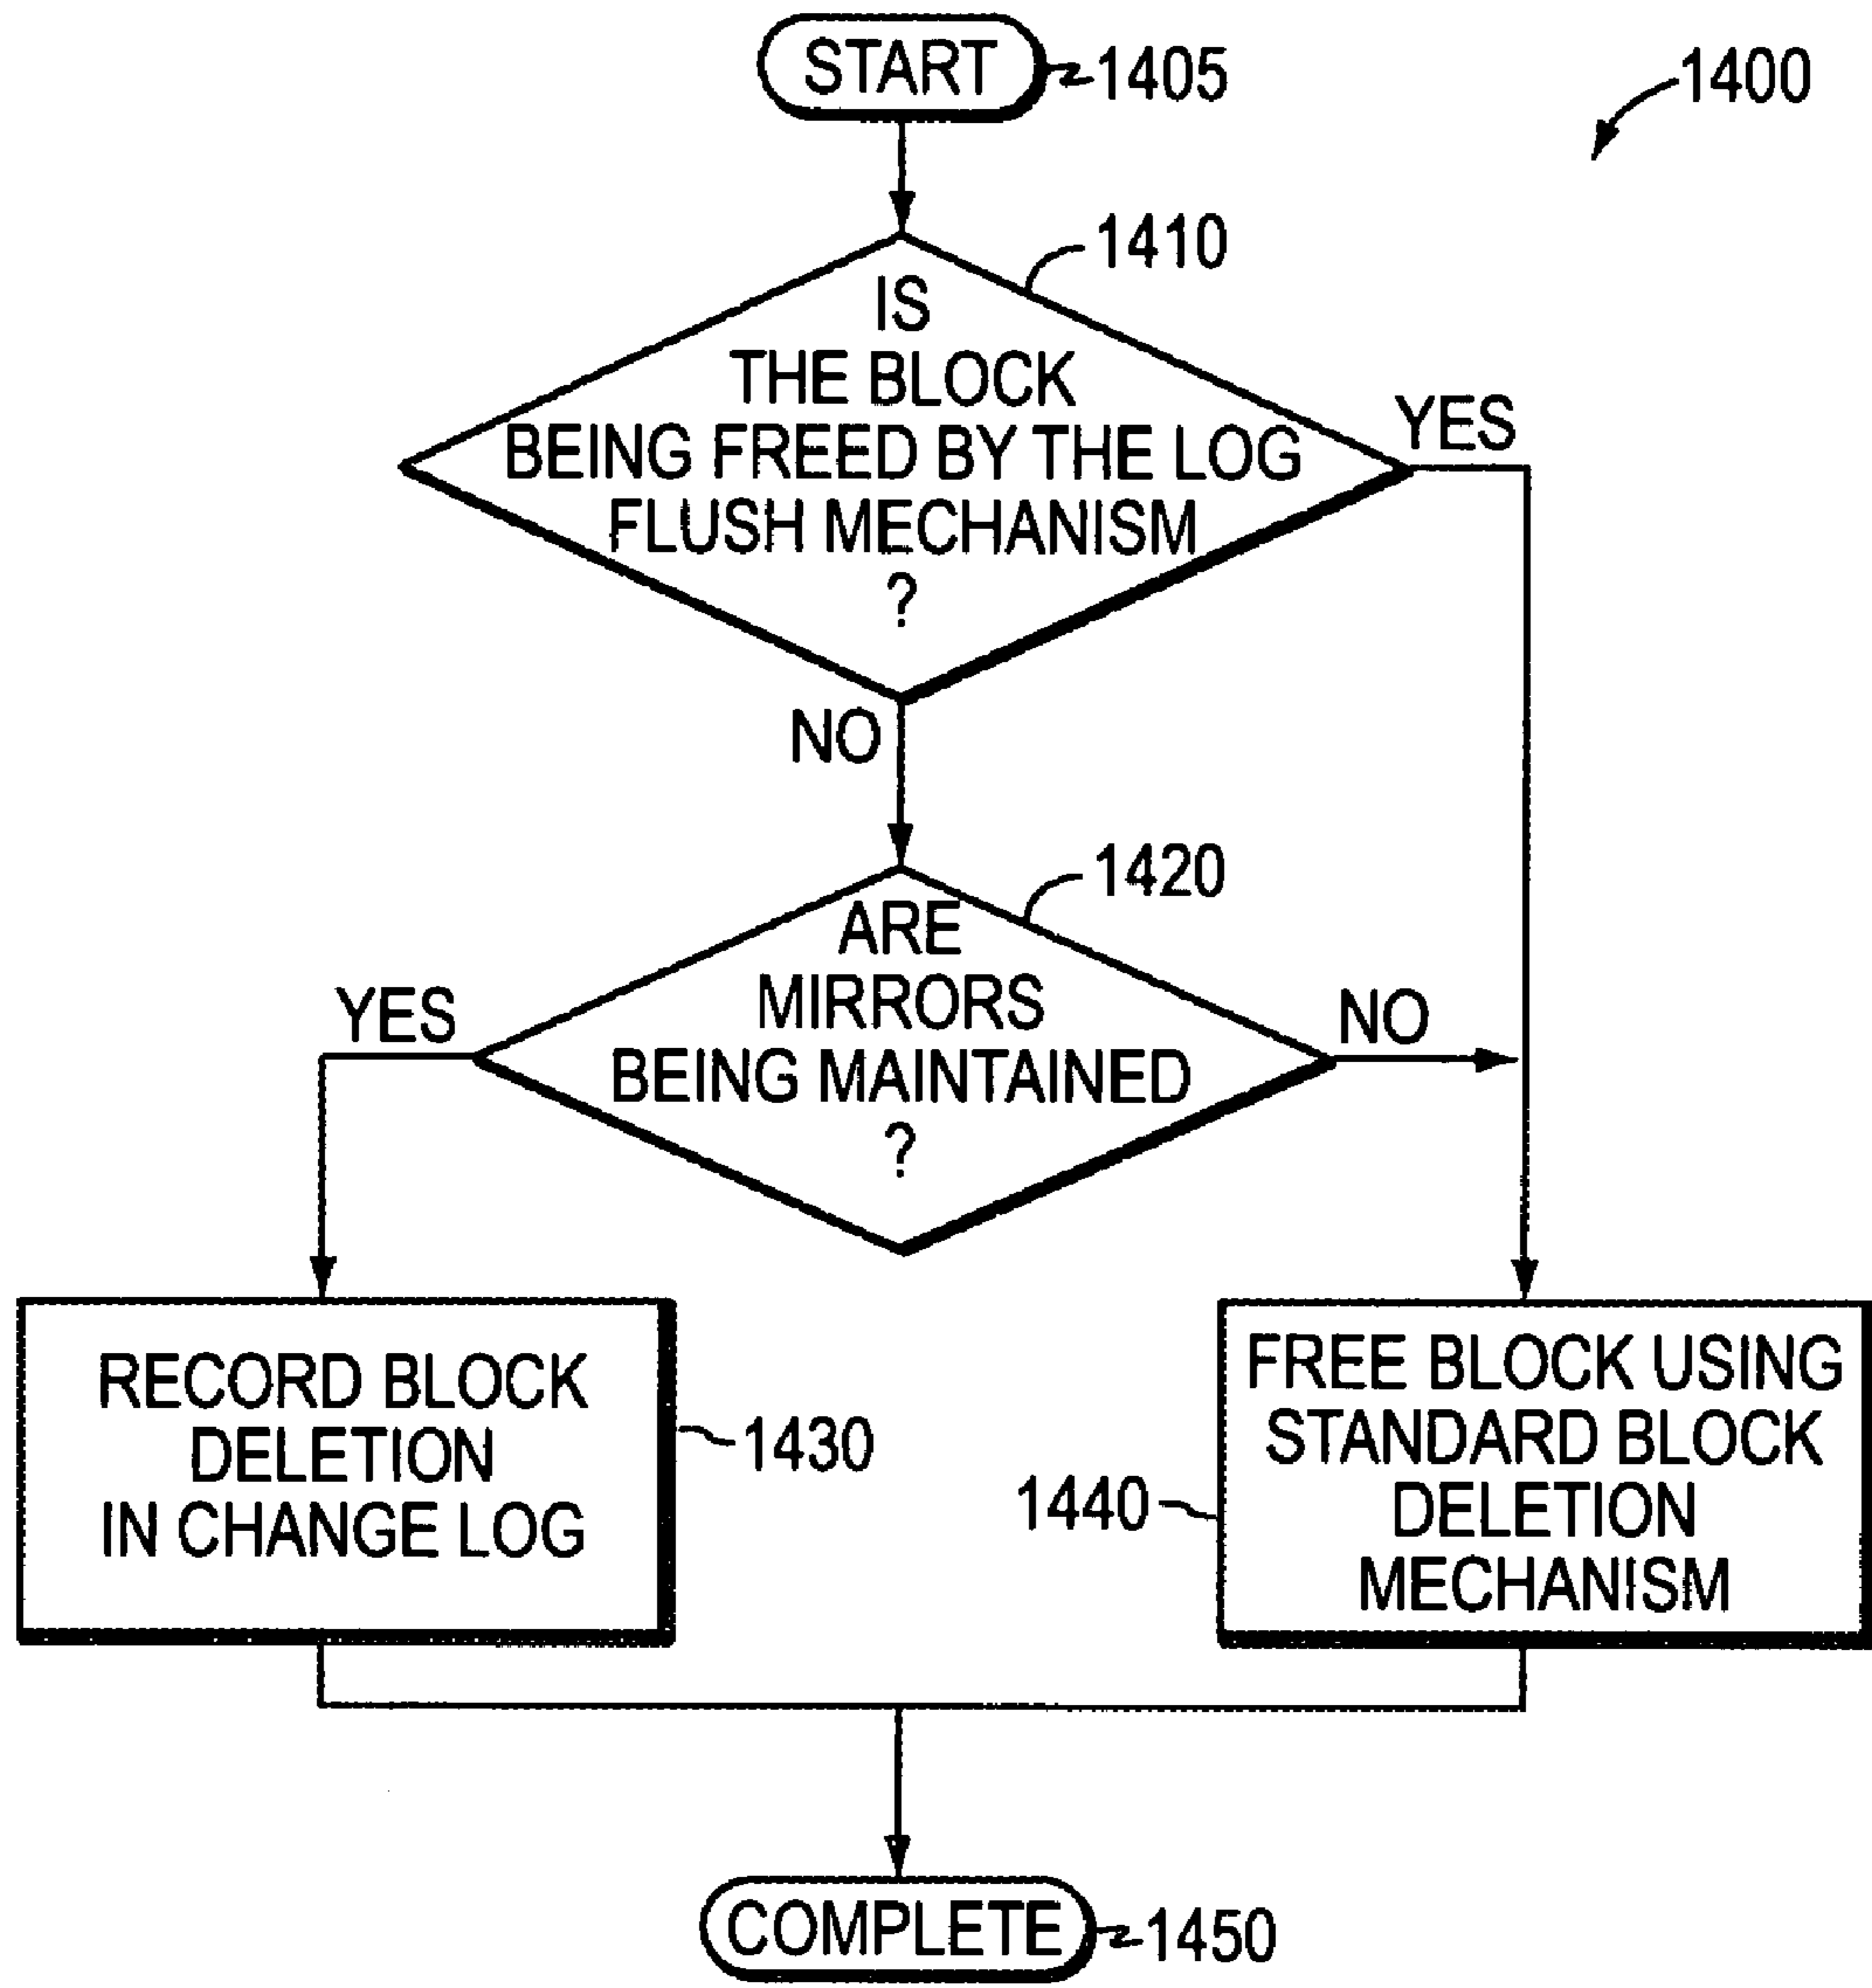 START
1405
1400
1410
IS
THE BLOCK
BEING FREED BY THE LOG
FLUSH MECHANISM
?
YES
NO
1420
ARE
MIRRORS
BEING MAINTAINED
?
YES
NO
RECORD BLOCK
DELETION
IN CHANGE LOG
1430
FREE BLOCK USING
STANDARD BLOCK
DELETION
MECHANISM
1440
COMPLETE
1450